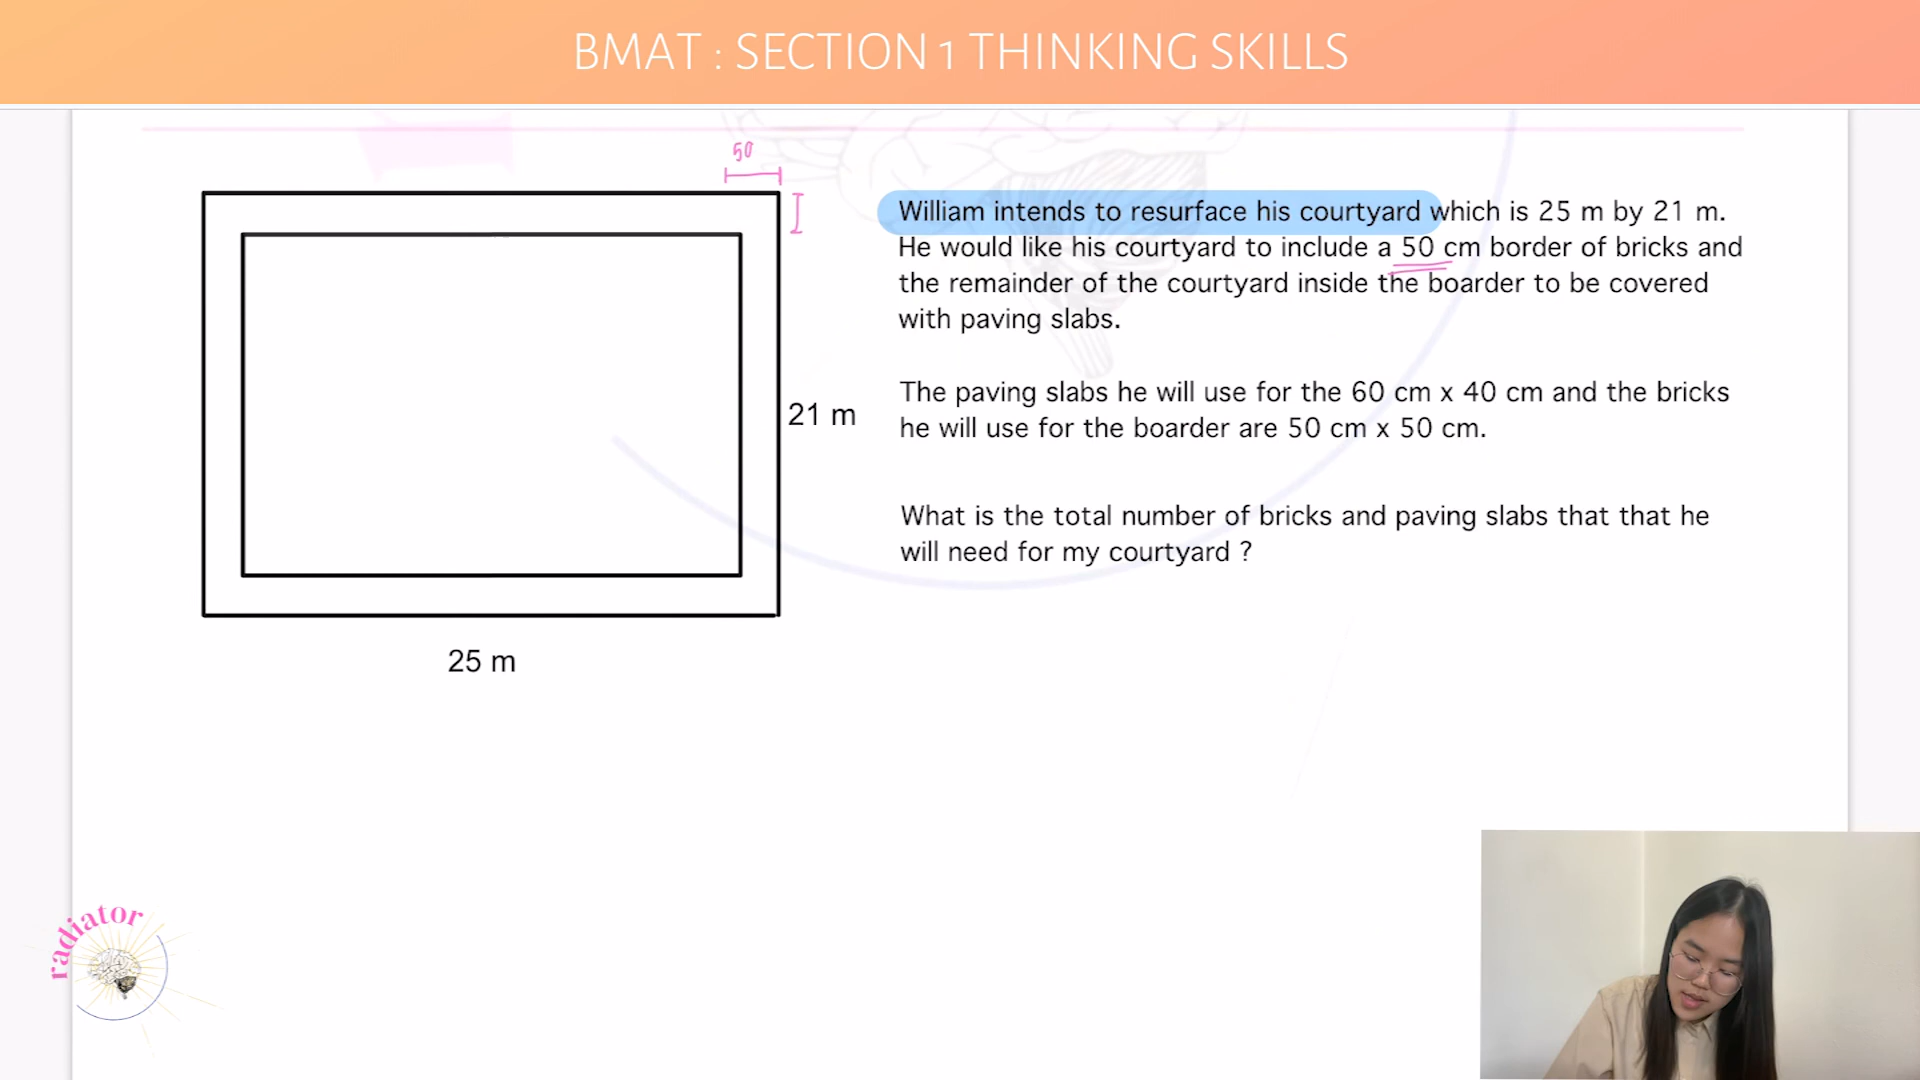 BMAT : SECTION 1 THINKING SKILLS
50
William intends to resurface his courtyard which is 25 m by 21 m.
He would like his courtyard to include a 50 cm border of bricks and
the remainder of the courtyard inside the boarder to be covered
with paving slabs.
The paving slabs he will use for the 60 cm x 40 cm and the bricks
he will use for the boarder are 50 cm x 50 cm.
What is the total number of bricks and paving slabs that that he
will need for my courtyard ?
21 m
25 m
radiator